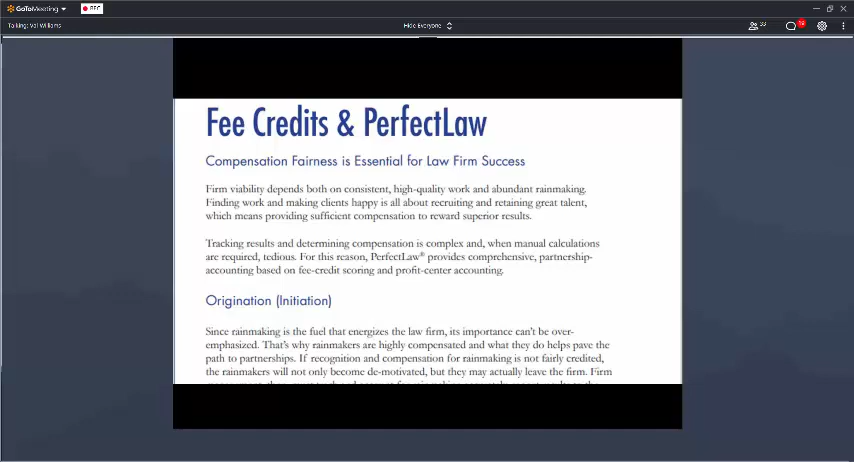 GoToMeeting
REC
Talking: Val Williams
Hide Everyone
33
Fee Credits & PerfectLaw
Compensation Fairness is Essential for Law Firm Success
Firm viability depends both on consistent, high-quality work and abundant rainmaking.
Finding work and making clients happy is all about recruiting and retaining great talent,
which means providing sufficient compensation to reward superior results.
Tracking results and determining compensation is complex and, when manual calculations
are required, tedious. For this reason, PerfectLaw® provides comprehensive, partnership-
accounting based on fee-credit scoring and profit-center accounting.
Origination (Initiation)
Since rainmaking is the fuel that energizes the law firm, its importance can't be over-
emphasized. That's why rainmakers are highly compensated and what they do helps pave the
path to partnerships. If recognition and compensation for rainmaking is not fairly credited,
the rainmakers will not only become de-motivated, but they may actually leave the firm. Firm